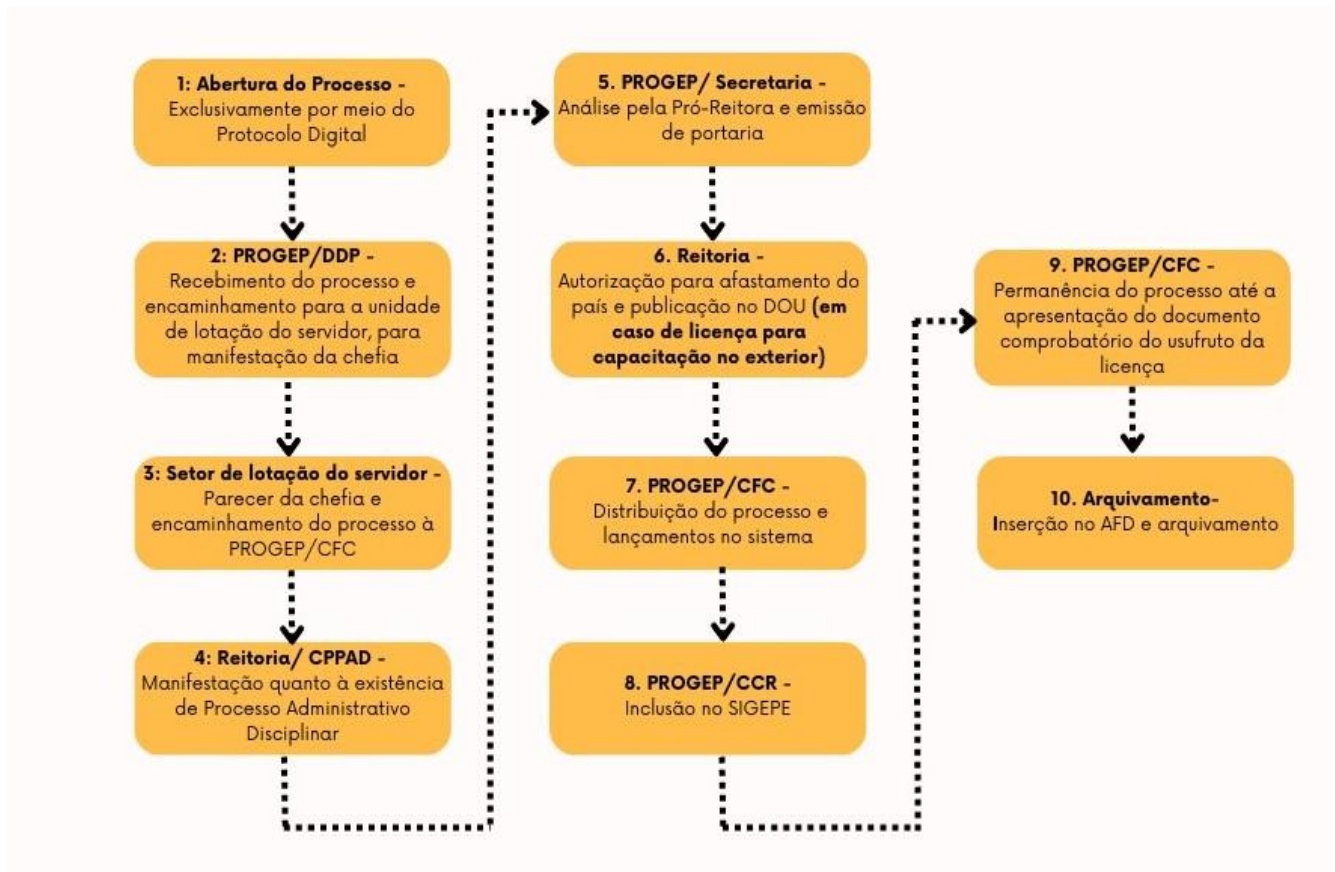 1: Abertura do Processo -
Exclusivamente por meio do
Protocolo Digital
2: PROGEP/DDP -
Recebimento do processo e
encaminhamento para a unidade
de lotação do servidor, para
manifestação da chefia
3: Setor de lotação do servidor -
Parecer da chefia e
encaminhamento do processo à
PROGEP/CFC
4: Reitoria/ CPPAD -
Manifestação quanto à existência
de Processo Administrativo
Disciplinar
5. PROGEP/ Secretaria -
Análise pela Pró-Reitora e emissão
de portaria
6. Reitoria -
Autorização para afastamento do
país e publicação no DOU (em
caso de licença para
capacitação no exterior)
7. PROGEP/CFC -
Distribuição do processo e
lançamentos no sistema
8. PROGEP/CCR -
Inclusão no SIGEPE
9. PROGEP/CFC -
Permanência do processo até a
apresentação do documento
comprobatório do usufruto da
licença
10. Arquivamento-
Inserção no AFD e arquivamento